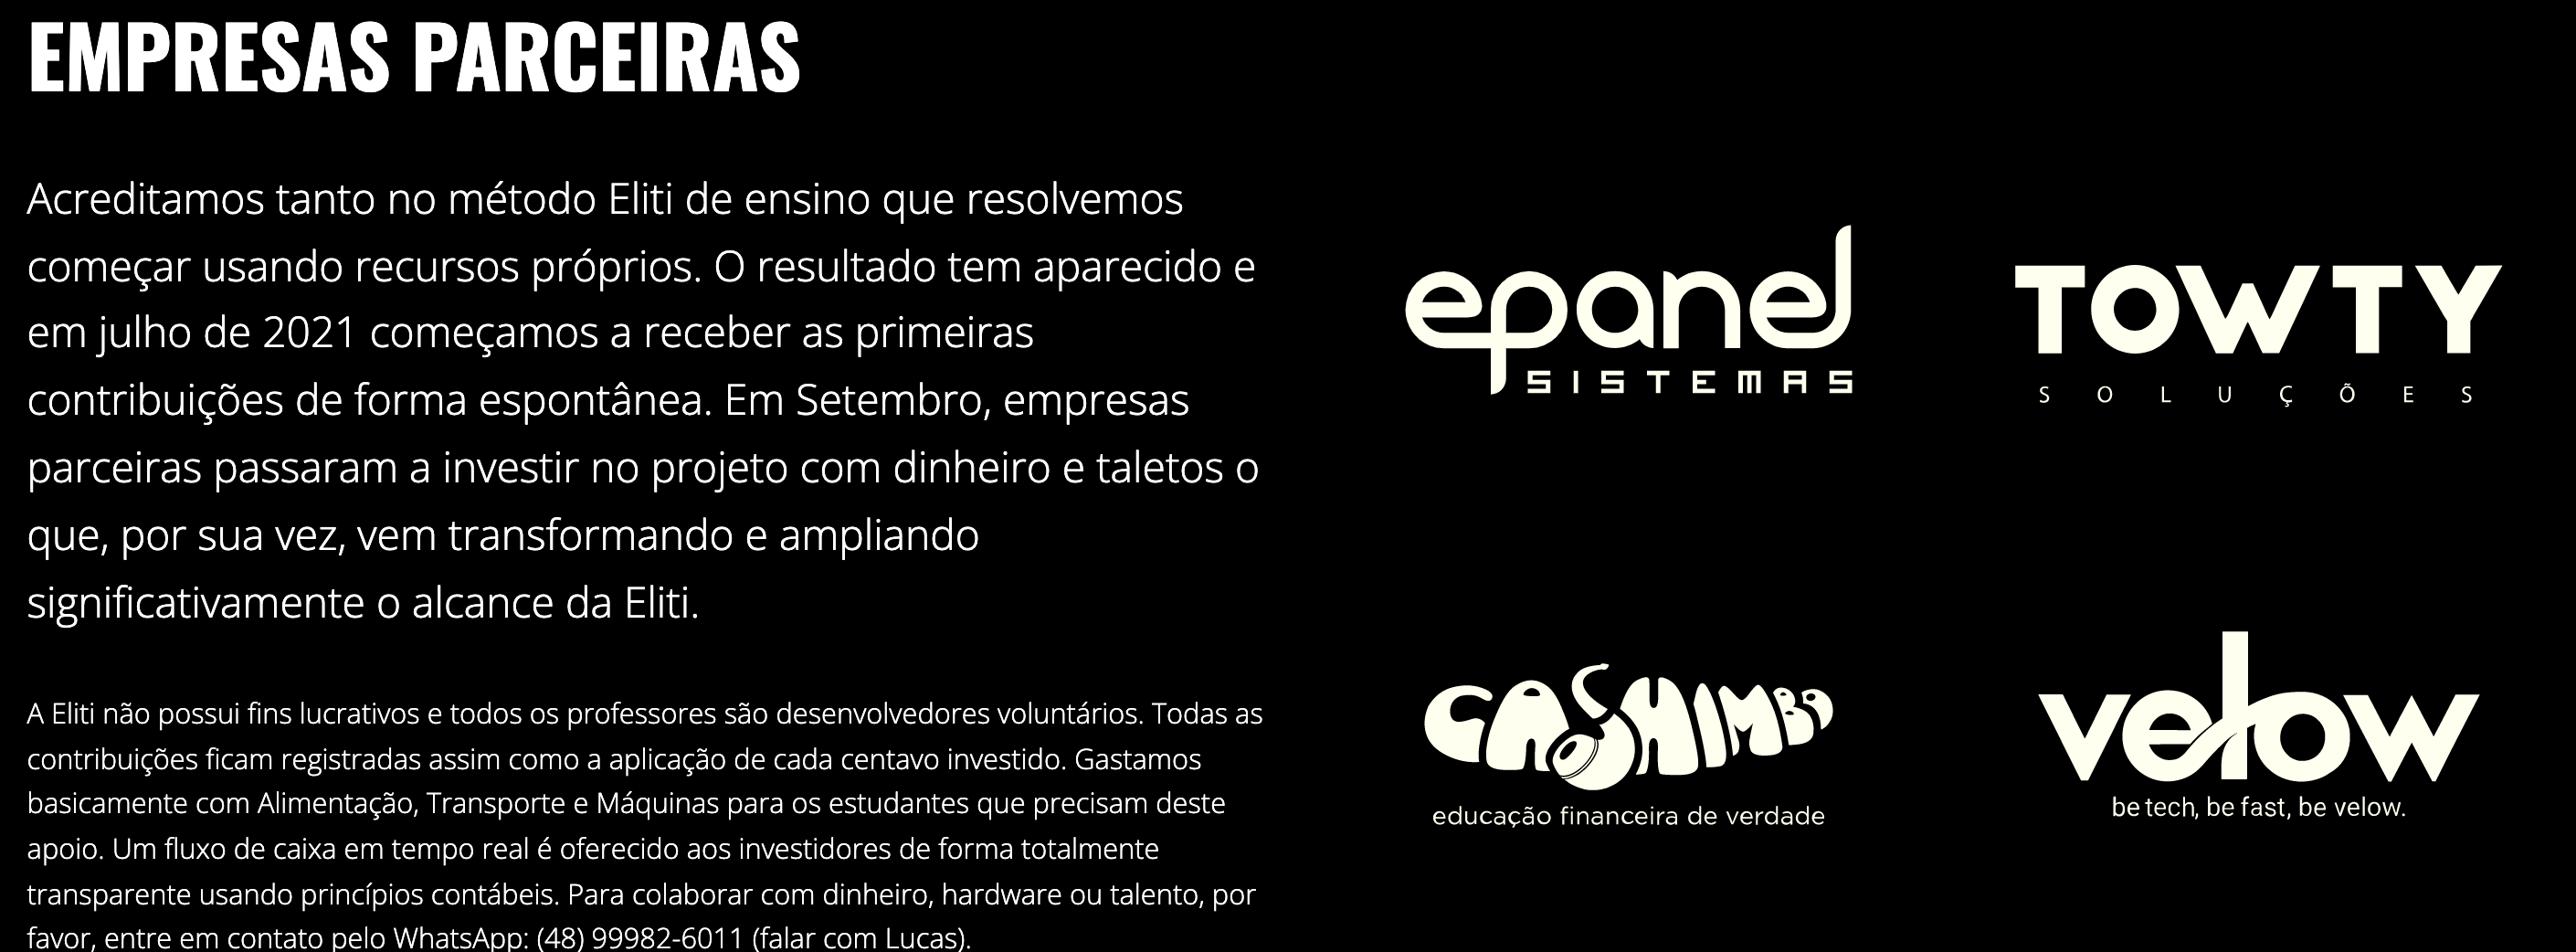 EMPRESAS PARCEIRAS
Acreditamos tanto no método Eliti de ensino que resolvemos
começar usando recursos próprios. O resultado tem aparecido e
em julho de 2021 começamos a receber as primeiras
contribuições de forma espontânea. Em Setembro, empresas
parceiras passaram a investir no projeto com dinheiro e taletos o
que, por sua vez, vem transformando e ampliando
significativamente o alcance da Eliti.
A Eliti não possui fins lucrativos e todos os professores são desenvolvedores voluntários. Todas as
contribuições ficam registradas assim como a aplicação de cada centavo investido. Gastamos
basicamente com Alimentação, Transporte e Máquinas para os estudantes que precisam deste
apoio. Um fluxo de caixa em tempo real é oferecido aos investidores de forma totalmente
transparente usando princípios contábeis. Para colaborar com dinheiro, hardware ou talento, por
favor, entre em contato pelo WhatsApp: (48) 99982-6011 (falar com Lucas).
epanel
SISTEMAS
TOWTY
SOLUÇÕES
CASHIMBO
educação financeira de verdade
velow
be tech, be fast, be velow.